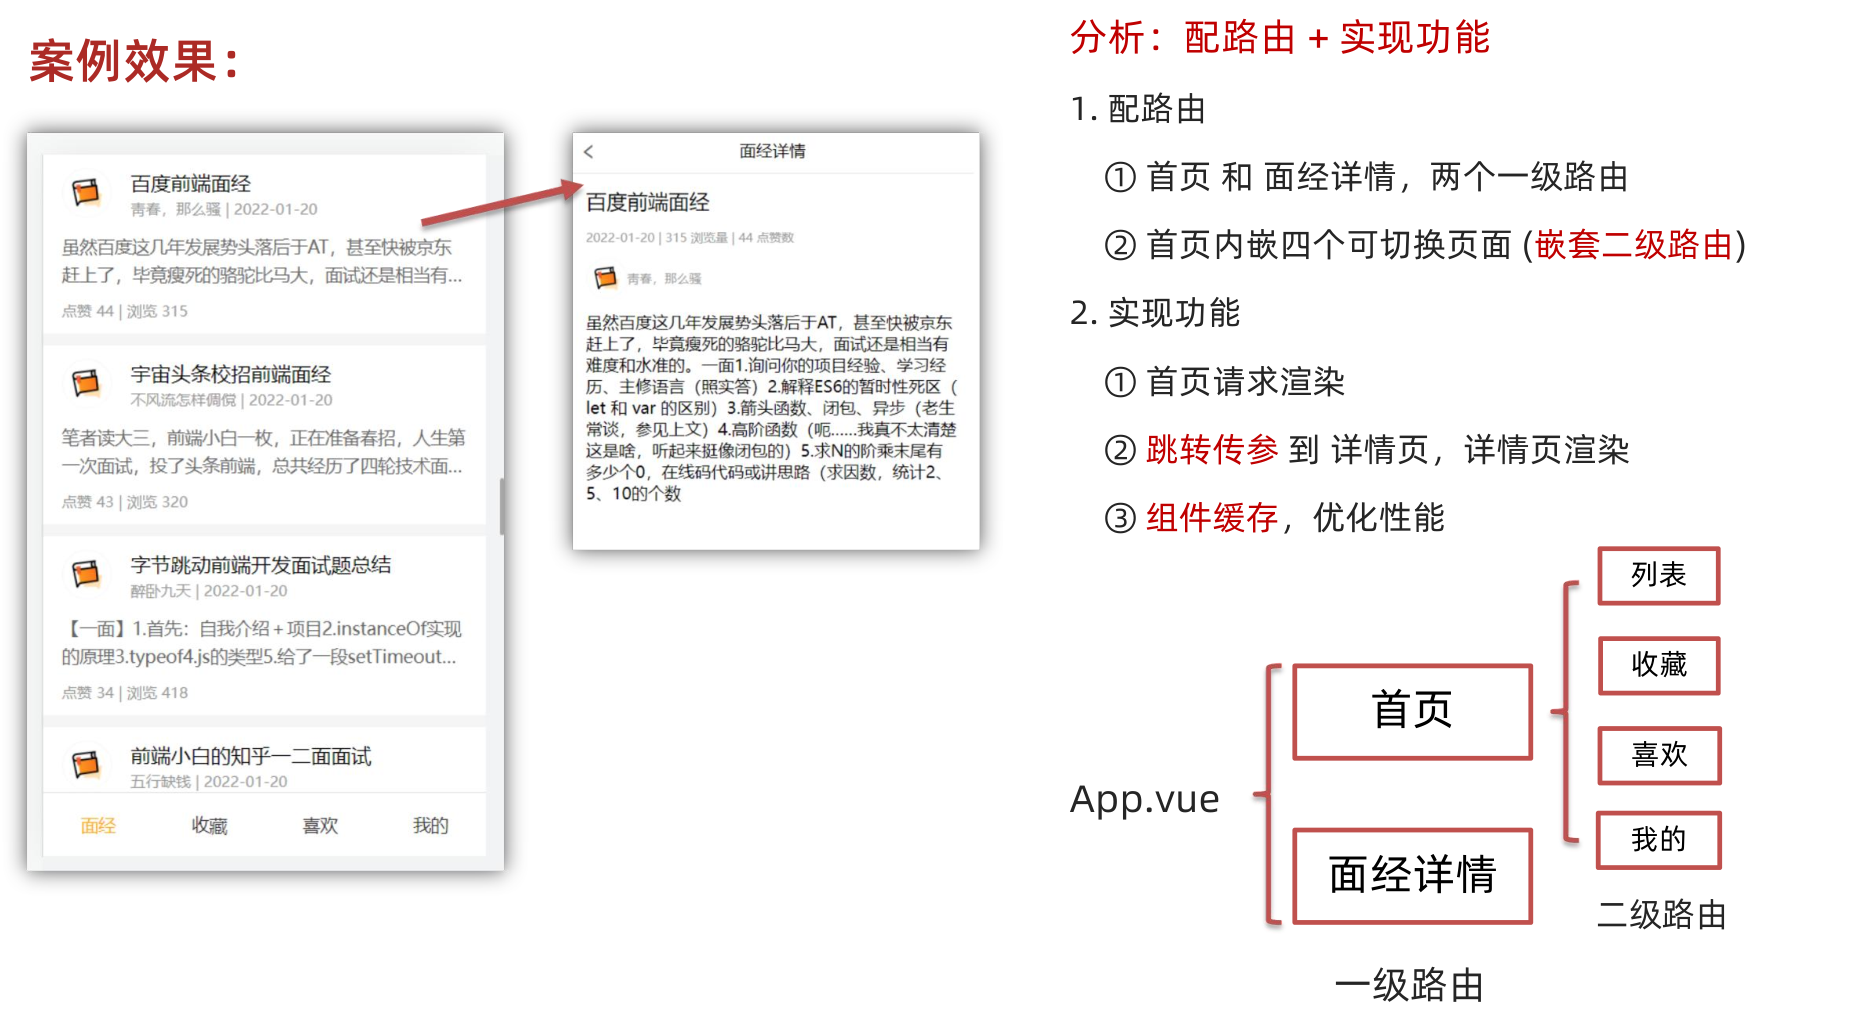 案例效果：
百度前端面经
青春，那么骚 | 2022-01-20
虽然百度这几年发展势头落后于AT，甚至快被京东
赶上了，毕竟瘦死的骆驼比马大，面试还是相当有...
点赞 44 | 浏览 315
宇宙头条校招前端面经
不风流怎样倜傥 | 2022-01-20
笔者读大三，前端小白一枚，正在准备春招，人生第
一次面试，投了头条前端，总共经历了四轮技术面...
点赞 43 | 浏览 320
字节跳动前端开发面试题总结
醉卧九天 | 2022-01-20
【一面】1.首先：自我介绍 + 项目2.instanceOf实现
的原理3.typeof4.js的类型5.给了一段setTimeout...
点赞 34 | 浏览 418
前端小白的知乎一二面面试
五行缺钱 | 2022-01-20
面经 收藏 喜欢 我的
< 面经详情
百度前端面经
2022-01-20 | 315 浏览量 | 44 点赞数
青春，那么骚
虽然百度这几年发展势头落后于AT，甚至快被京东
赶上了，毕竟瘦死的骆驼比马大，面试还是相当有
难度和水准的。一面1.询问你的项目经验、学习经
历、主修语言（照实答）2.解释ES6的暂时性死区（
let 和 var 的区别）3.箭头函数、闭包、异步（老生
常谈，参见上文）4.高阶函数（呃......我真不太清楚
这是啥，听起来挺像闭包的）5.求N的阶乘末尾有
多少个0，在线码代码或讲思路（求因数，统计2、
5、10的个数
分析：配路由 + 实现功能
1. 配路由
① 首页 和 面经详情，两个一级路由
② 首页内嵌四个可切换页面 (嵌套二级路由)
2. 实现功能
① 首页请求渲染
② 跳转传参 到 详情页，详情页渲染
③ 组件缓存，优化性能
App.vue
首页
面经详情
一级路由
列表
收藏
喜欢
我的
二级路由